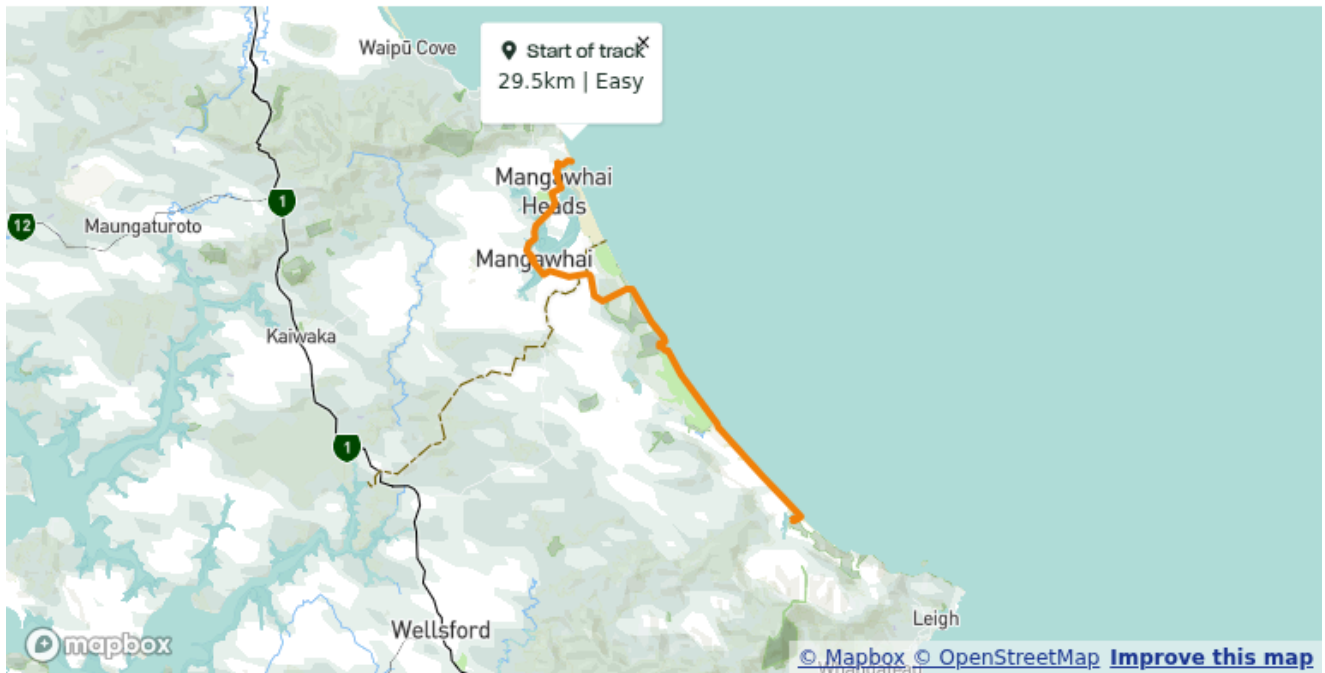 Waipū Cove
Start of track
×
29.5km | Easy
Mangawhai
Heads
1
12
Maungaturoto
Mangawhai
Kaiwaka
1
Leigh
Wellsford
mapbox
© Mapbox © OpenStreetMap Improve this map